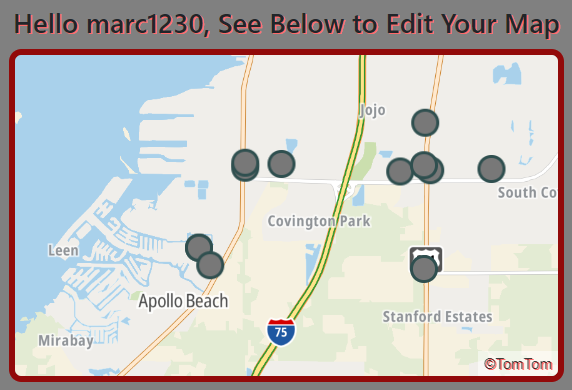 Hello marc1230, See Below to Edit Your Map
Jojo
South Co
Covington Park
Leen
Apollo Beach
Stanford Estates
75
Mirabay
©TomTom